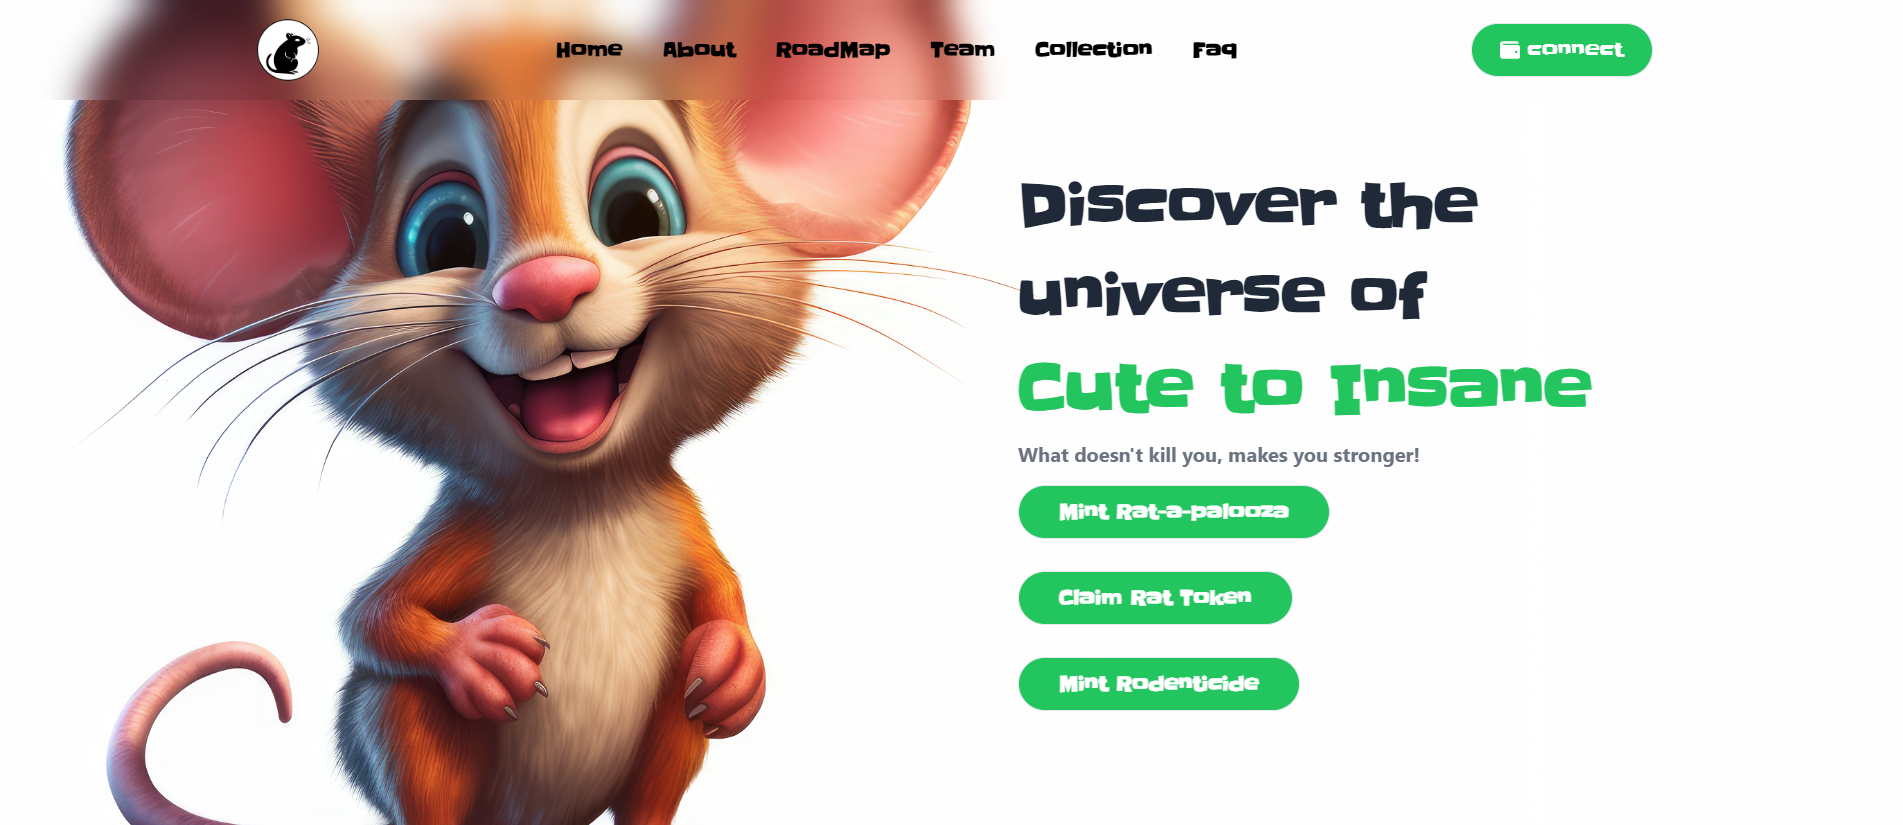 Home About RoadMap Team Collection Faq connect
Discover the
universe of
Cute to Insane
What doesn't kill you, makes you stronger!
Mint Rat-a-palooza
Claim Rat Token
Mint Rodenticide